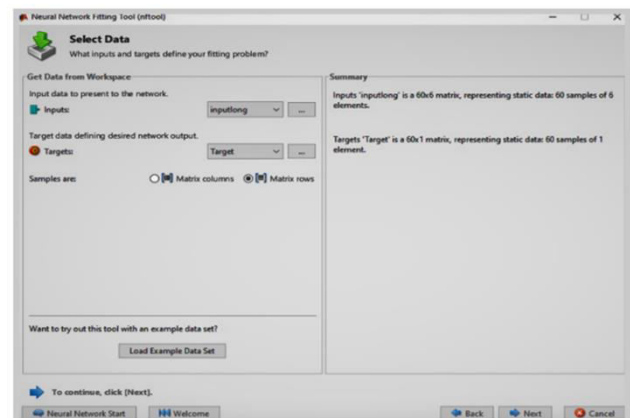 Neural Network Fitting Tool (nftool)
Select Data
What inputs and targets define your fitting problem?
Get Data from Workspace
Input data to present to the network.
Inputs:
inputlong
...
Target data defining desired network output.
Targets:
Target
...
Samples are:
Matrix columns
Matrix rows
Want to try out this tool with an example data set?
Load Example Data Set
Summary
Inputs 'inputlong' is a 60x6 matrix, representing static data: 60 samples of 6
elements.
Targets 'Target' is a 60x1 matrix, representing static data: 60 samples of 1
element.
To continue, click [Next].
Neural Network Start
Welcome
Back
Next
Cancel